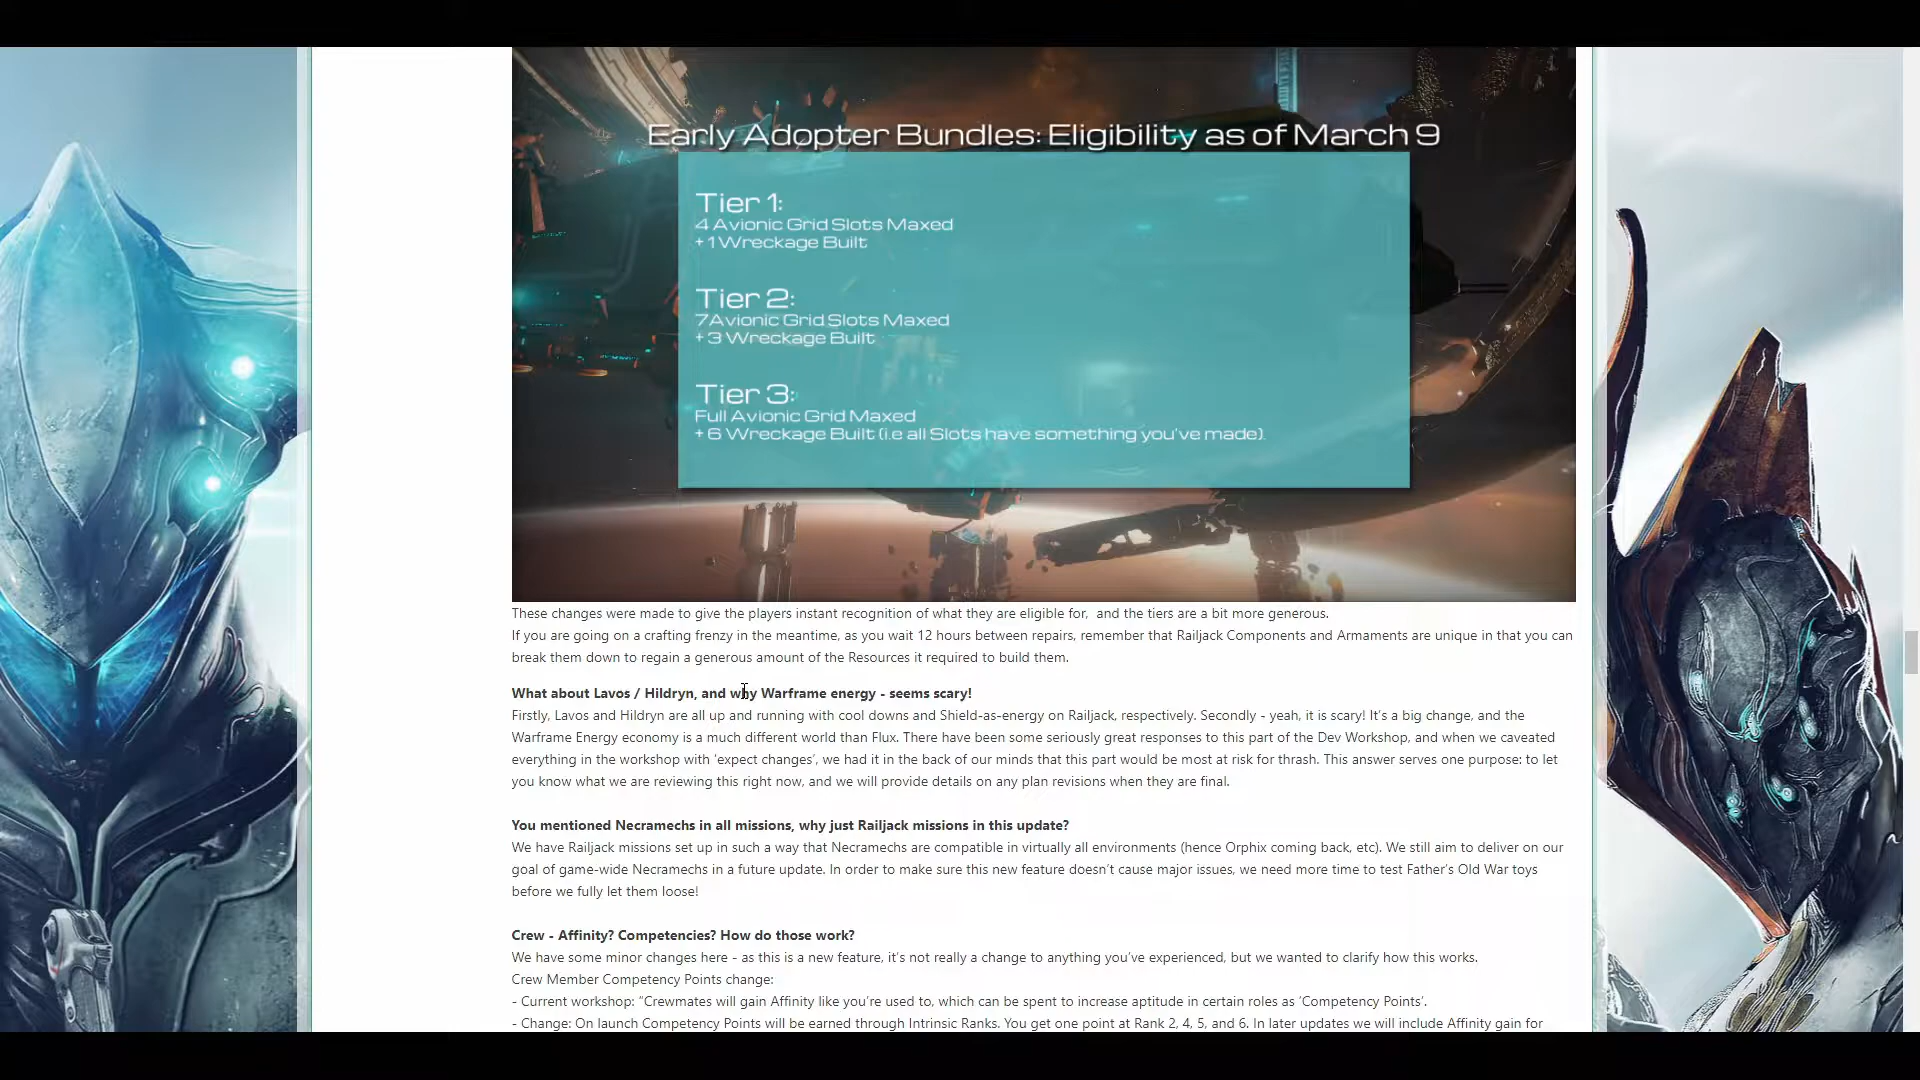 Early Adopter Bundles: Eligibility as of March 9
Tier 1:
4 Avionic Grid Slots Maxed
+1 Wreckage Built
Tier 2:
7 Avionic Grid Slots Maxed
+ 3 Wreckage Built
Tier 3:
Full Avionic Grid Maxed
+ 6 Wreckage Built (i.e all Slots have something you've made).
These changes were made to give the players instant recognition of what they are eligible for,  and the tiers are a bit more generous.
If you are going on a crafting frenzy in the meantime, as you wait 12 hours between repairs, remember that Railjack Components and Armaments are unique in that you can
break them down to regain a generous amount of the Resources it required to build them.
What about Lavos / Hildryn, and why Warframe energy - seems scary!
Firstly, Lavos and Hildryn are all up and running with cool downs and Shield-as-energy on Railjack, respectively. Secondly - yeah, it is scary! It's a big change, and the
Warframe Energy economy is a much different world than Flux. There have been some seriously great responses to this part of the Dev Workshop, and when we caveated
everything in the workshop with 'expect changes', we had it in the back of our minds that this part would be most at risk for thrash. This answer serves one purpose: to let
you know what we are reviewing this right now, and we will provide details on any plan revisions when they are final.
You mentioned Necramechs in all missions, why just Railjack missions in this update?
We have Railjack missions set up in such a way that Necramechs are compatible in virtually all environments (hence Orphix coming back, etc). We still aim to deliver on our
goal of game-wide Necramechs in a future update. In order to make sure this new feature doesn't cause major issues, we need more time to test Father's Old War toys
before we fully let them loose!
Crew - Affinity? Competencies? How do those work?
We have some minor changes here - as this is a new feature, it's not really a change to anything you've experienced, but we wanted to clarify how this works.
Crew Member Competency Points change:
- Current workshop: "Crewmates will gain Affinity like you're used to, which can be spent to increase aptitude in certain roles as 'Competency Points'.
- Change: On launch Competency Points will be earned through Intrinsic Ranks. You get one point at Rank 2, 4, 5, and 6. In later updates we will include Affinity gain for